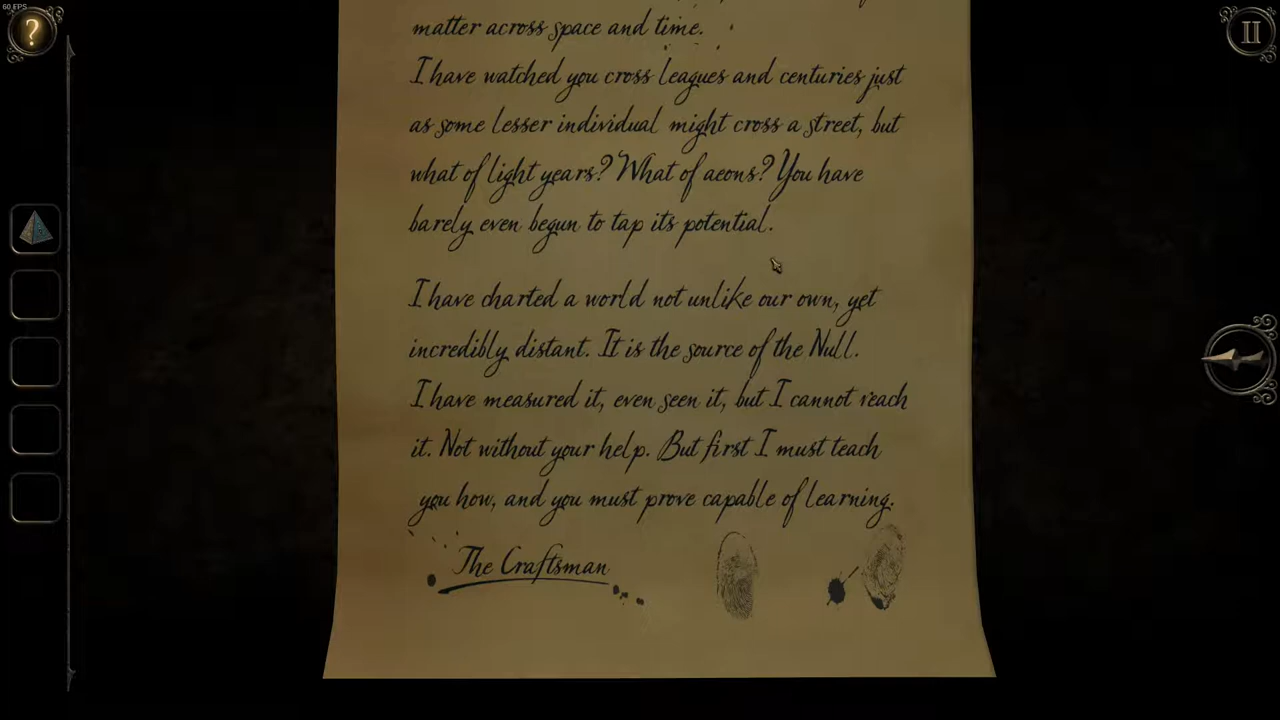 60 FPS
?
matter across space and time.
I have watched you cross leagues and centuries just
as some lesser individual might cross a street, but
what of light years? What of aeons? You have
barely even begun to tap its potential.
I have charted a world not unlike our own, yet
incredibly distant. It is the source of the Null.
I have measured it, even seen it, but I cannot reach
it. Not without your help. But first I must teach
you how, and you must prove capable of learning.
The Craftsman